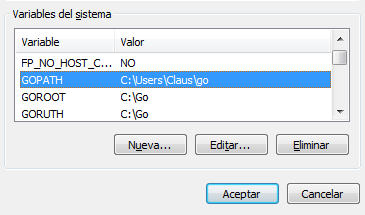 Variables del sistema
Variable Valor
FP_NO_HOST_C... NO
GOPATH C:\Users\Claus\go
GOROOT C:\Go
GORUTH C:\Go
Nueva... Editar... Eliminar
Aceptar Cancelar